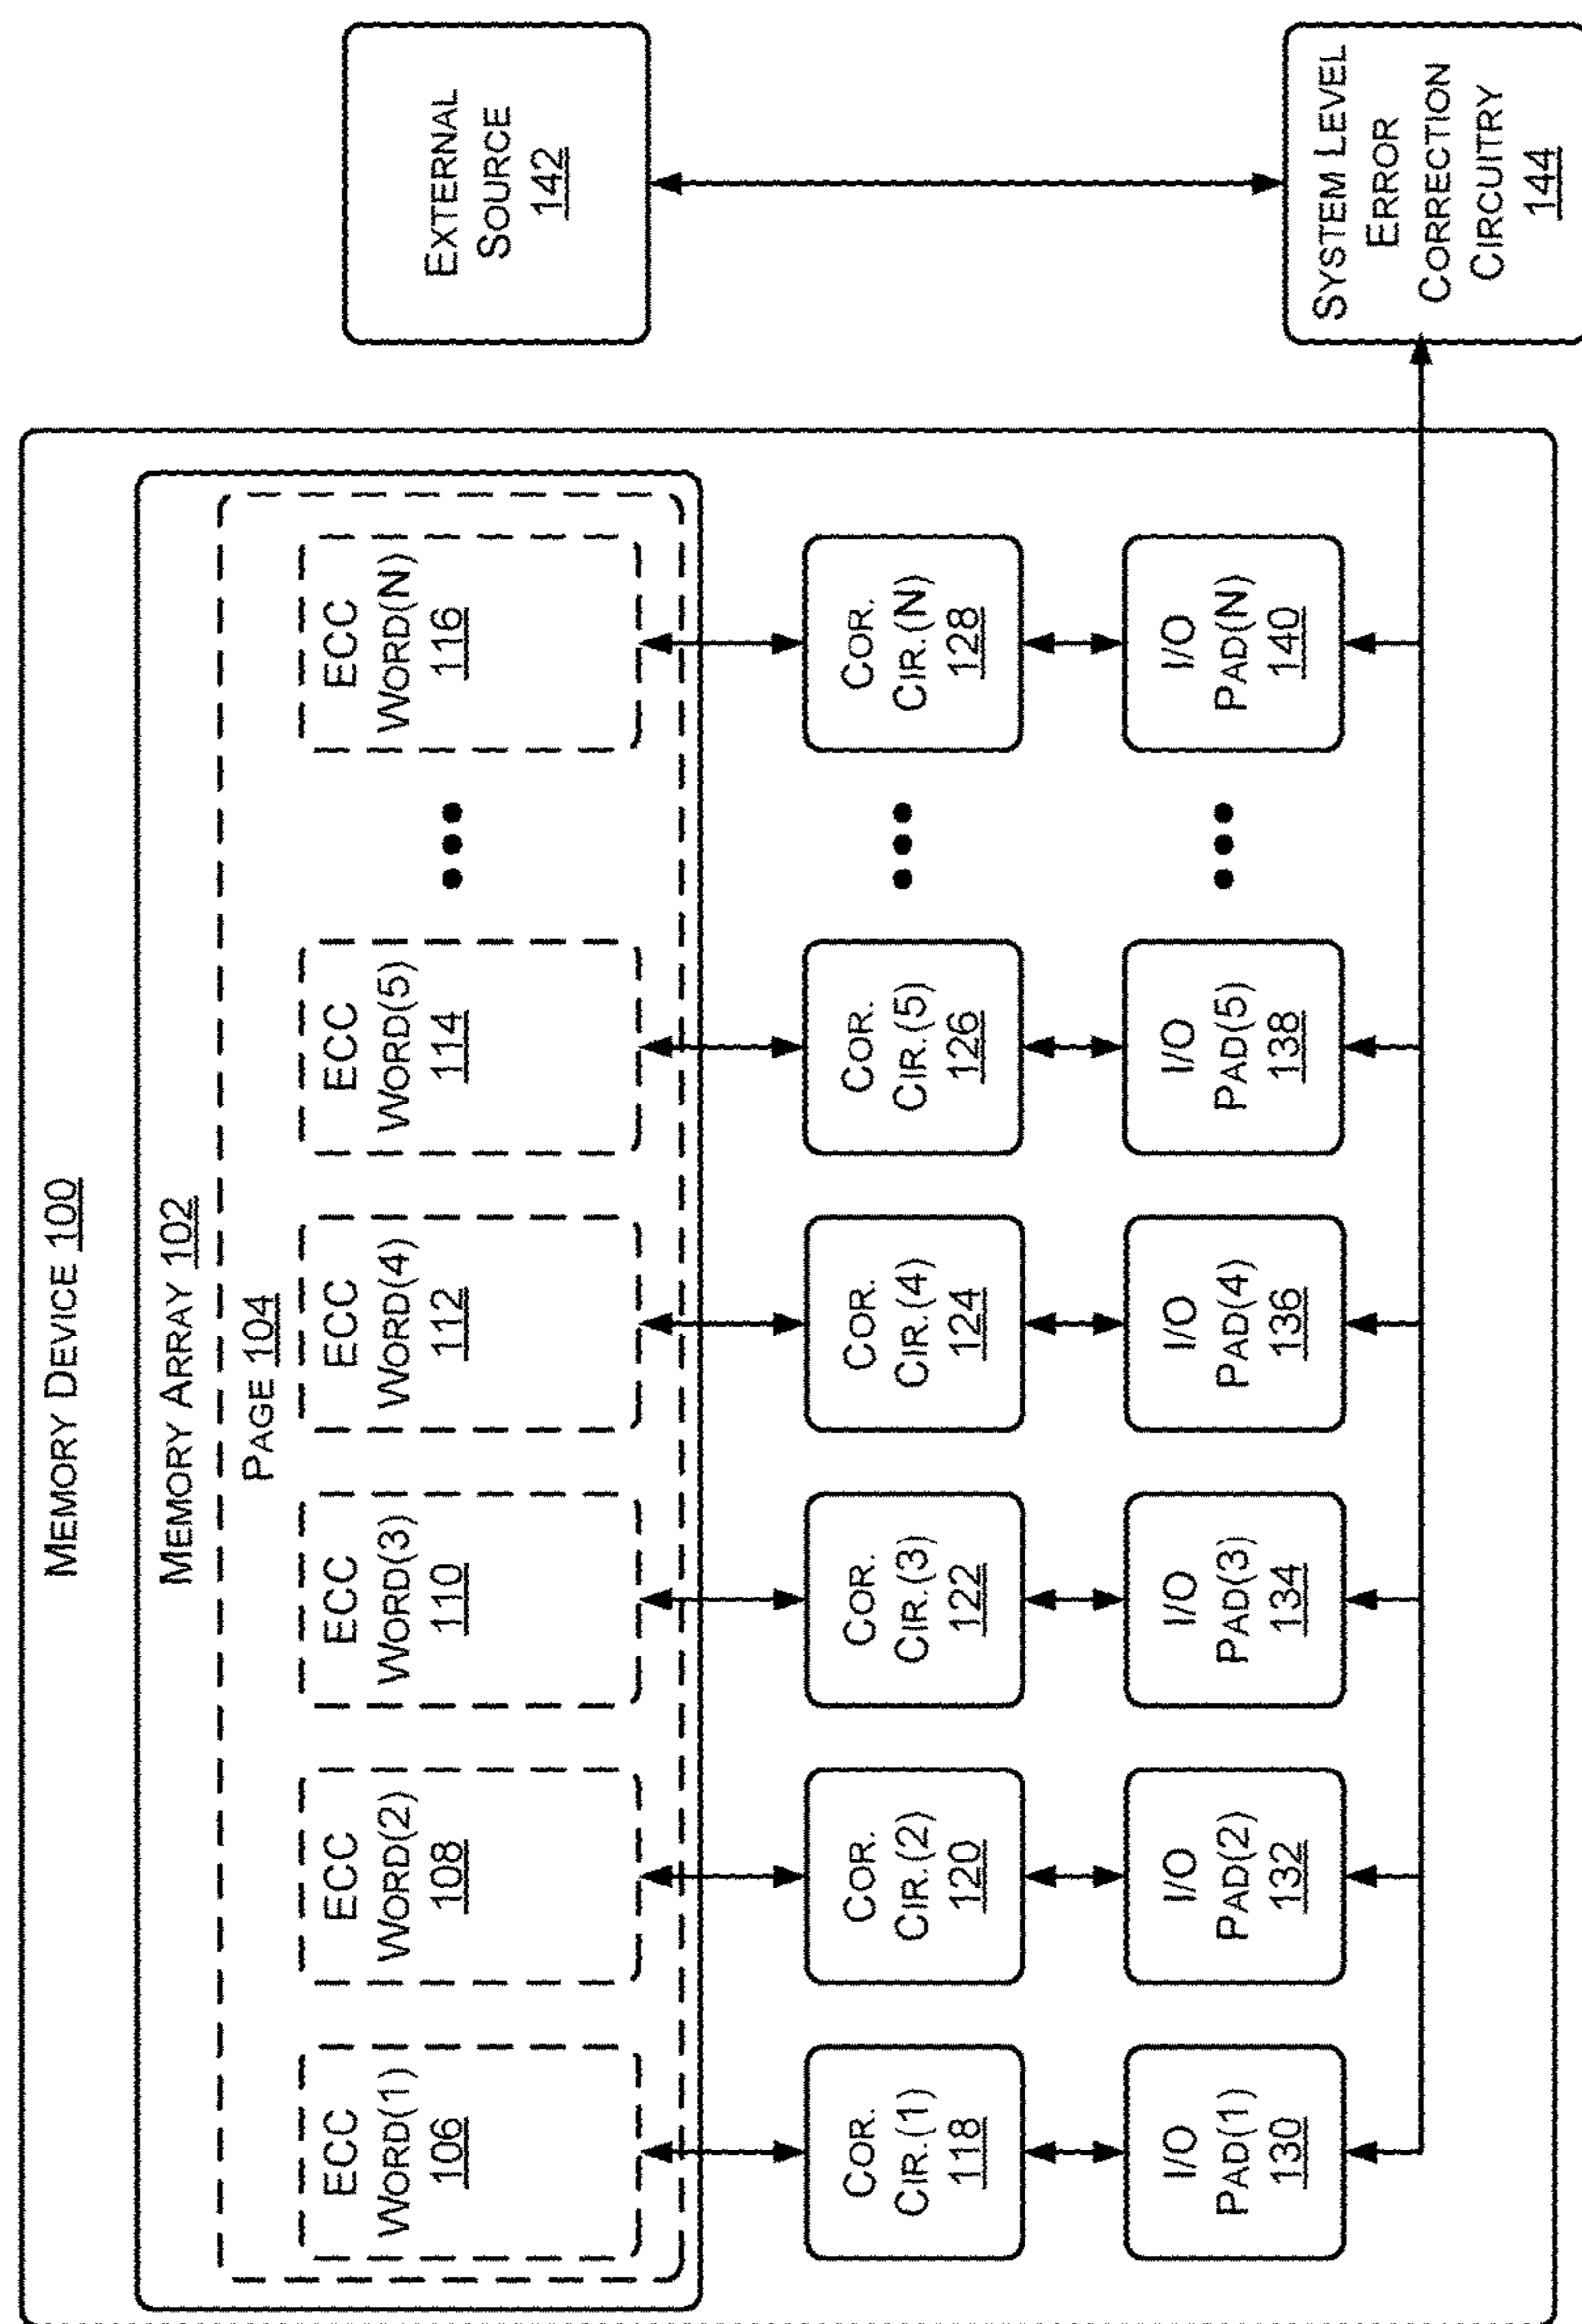 MEMORY DEVICE 100
MEMORY ARRAY 102
PAGE 104
ECC
WORD(1)
106
ECC
WORD(2)
108
ECC
WORD(3)
110
ECC
WORD(4)
112
ECC
WORD(5)
114
ECC
WORD(N)
116
COR.
CIR.(1)
118
COR.
CIR.(2)
120
COR.
CIR.(3)
122
COR.
CIR.(4)
124
COR.
CIR.(5)
126
COR.
CIR.(N)
128
I/O
PAD(1)
130
I/O
PAD(2)
132
I/O
PAD(3)
134
I/O
PAD(4)
136
I/O
PAD(5)
138
I/O
PAD(N)
140
EXTERNAL
SOURCE
142
SYSTEM LEVEL
ERROR
CORRECTION
CIRCUITRY
144